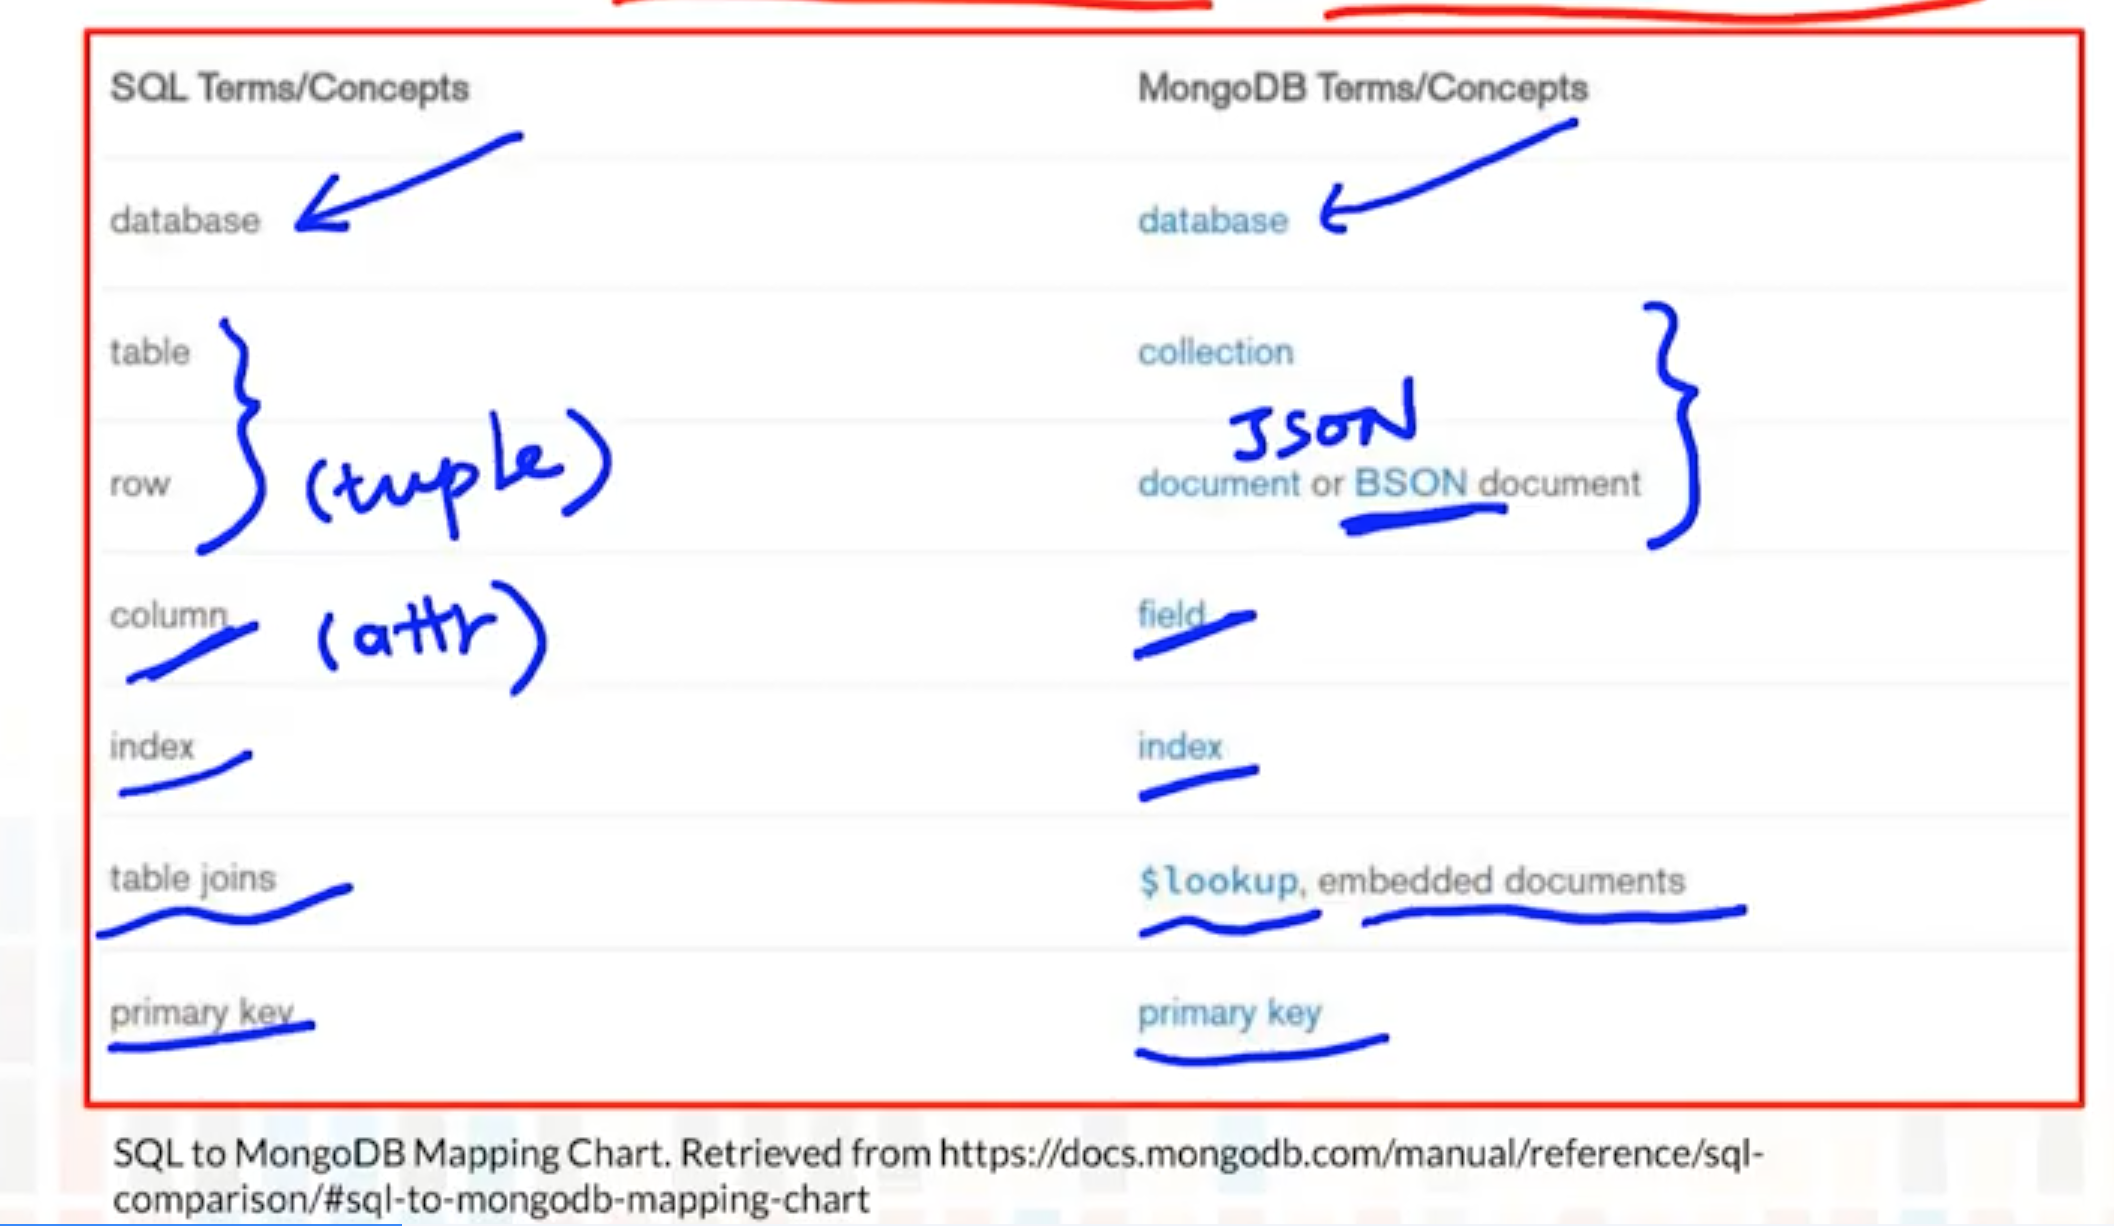 SQL Terms/Concepts MongoDB Terms/Concepts
database database
table collection
JSON
row (tuple) document or BSON document
column (attr) field
index index
table joins $lookup, embedded documents
primary key primary key
SQL to MongoDB Mapping Chart. Retrieved from https://docs.mongodb.com/manual/reference/sql-
comparison/#sql-to-mongodb-mapping-chart